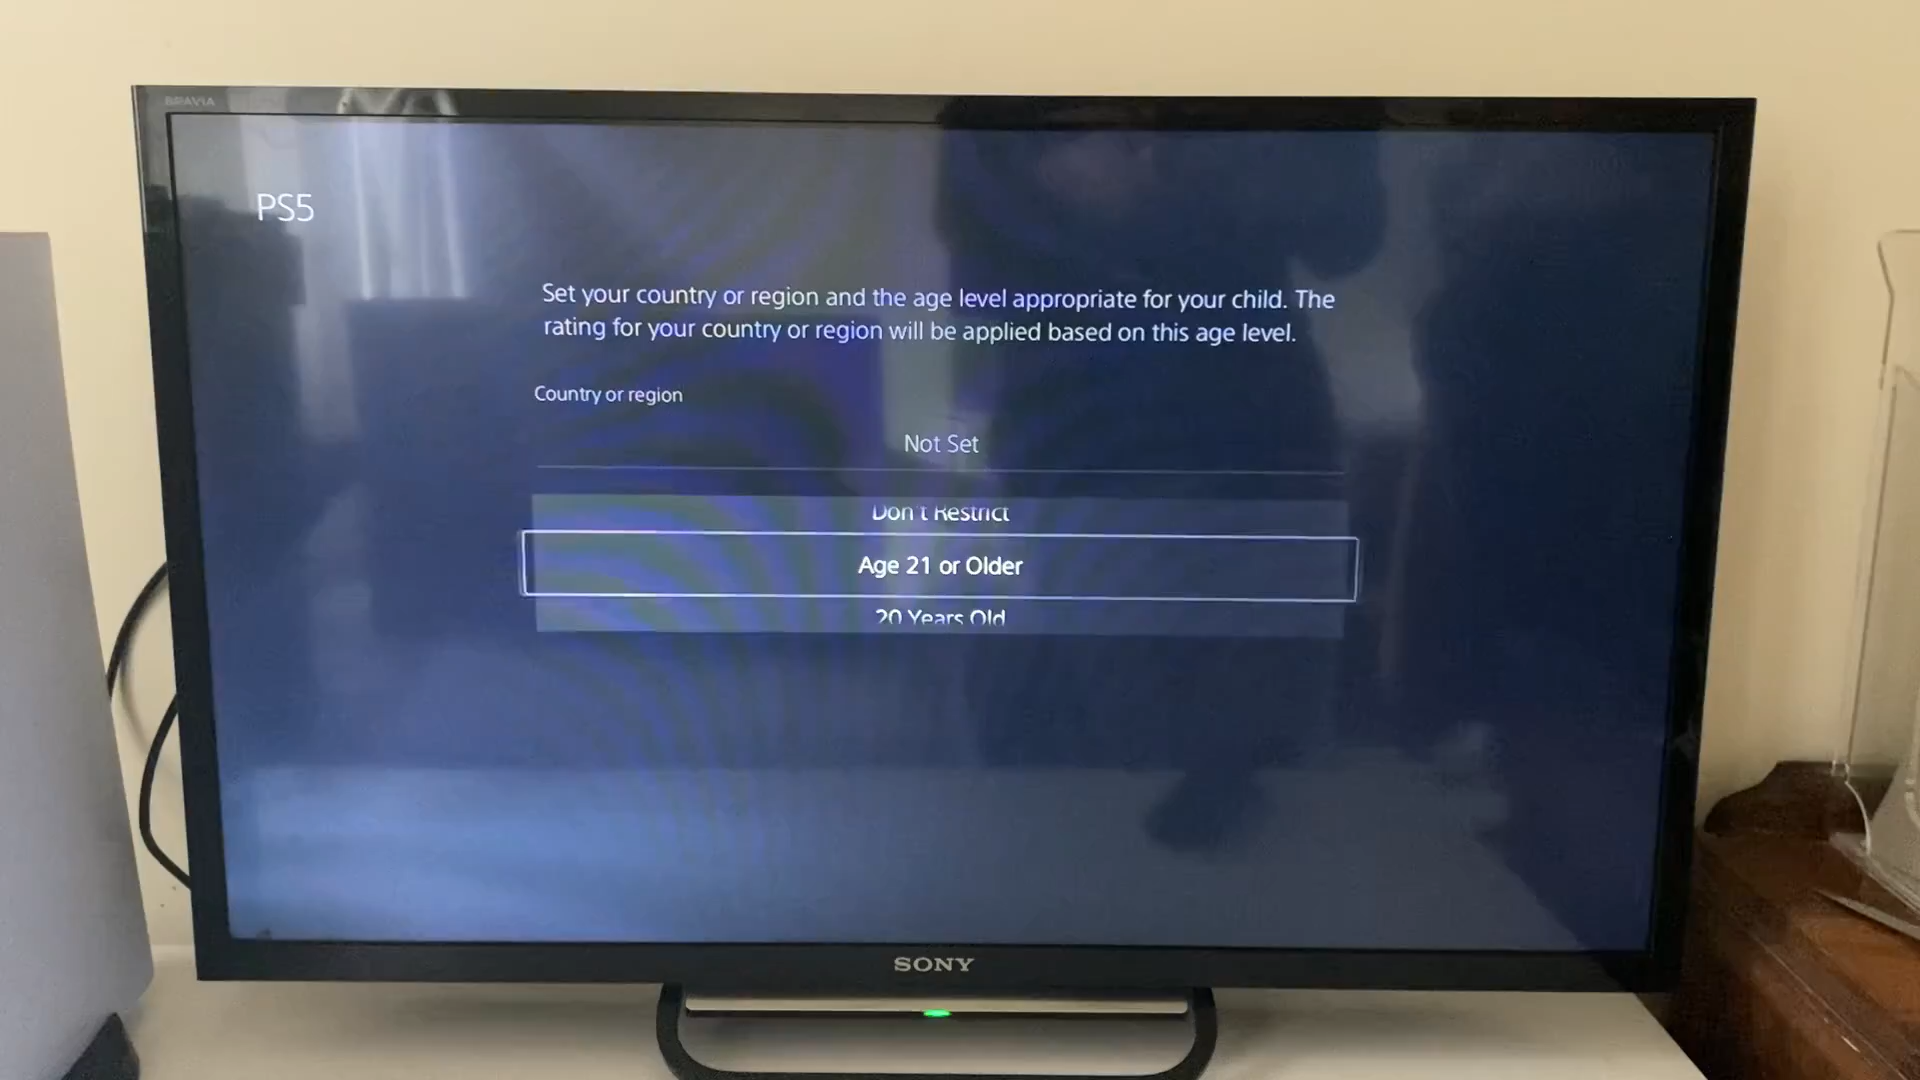 BRAVIA
PS5
Set your country or region and the age level appropriate for your child. The
rating for your country or region will be applied based on this age level.
Country or region
Not Set
Don't Restrict
Age 21 or Older
20 Years Old
SONY